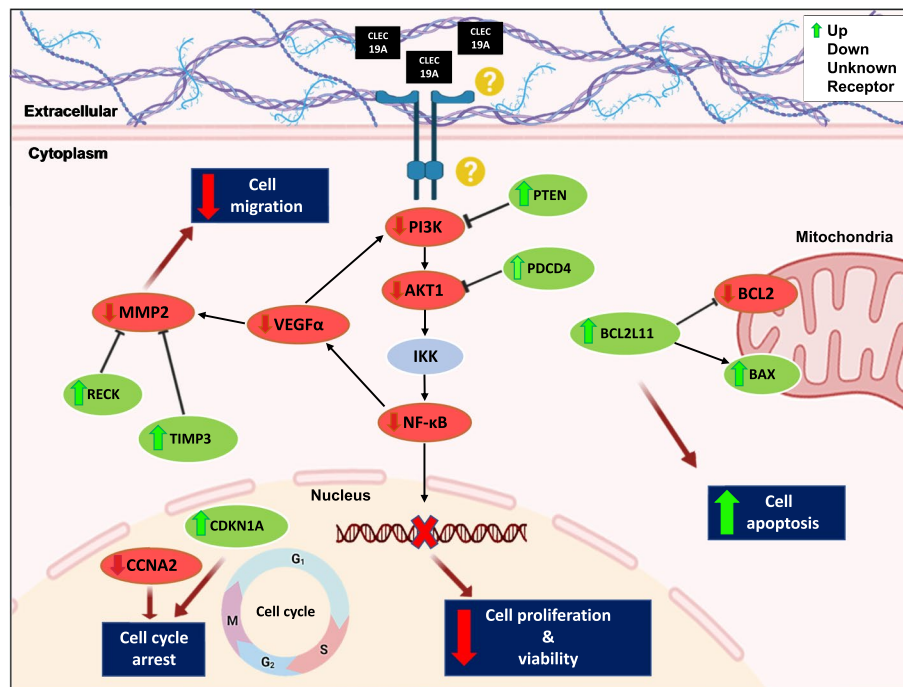 CLEC
19A
CLEC
19A
CLEC
19A
?
Up
Down
Unknown
Receptor
Extracellular
Cytoplasm
?
Cell
migration
PTEN
PI3K
Mitochondria
PDCD4
AKT1
BCL2
MMP2
VEGFα
BCL2L11
IKK
BAX
RECK
NF-κB
TIMP3
Nucleus
Cell
apoptosis
CDKN1A
CCNA2
G1
Cell cycle
M
S
G2
Cell cycle
arrest
Cell proliferation
&
viability